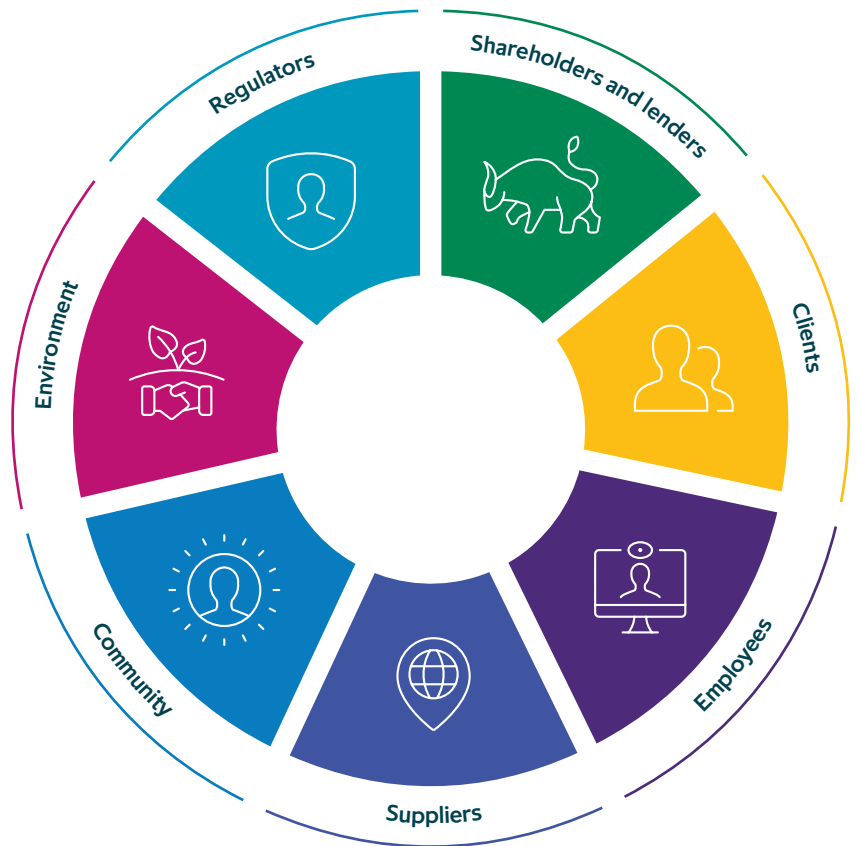 Shareholders and lenders
Clients
Employees
Suppliers
Community
Environment
Regulators